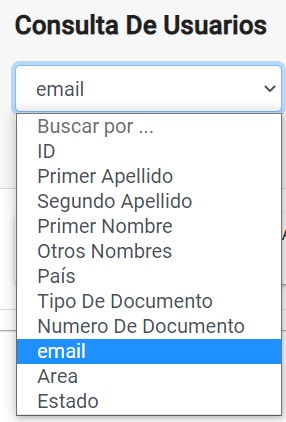 Consulta De Usuarios
email
Buscar por ...
ID
Primer Apellido
Segundo Apellido
Primer Nombre
Otros Nombres
País
Tipo De Documento
Numero De Documento
email
Area
Estado